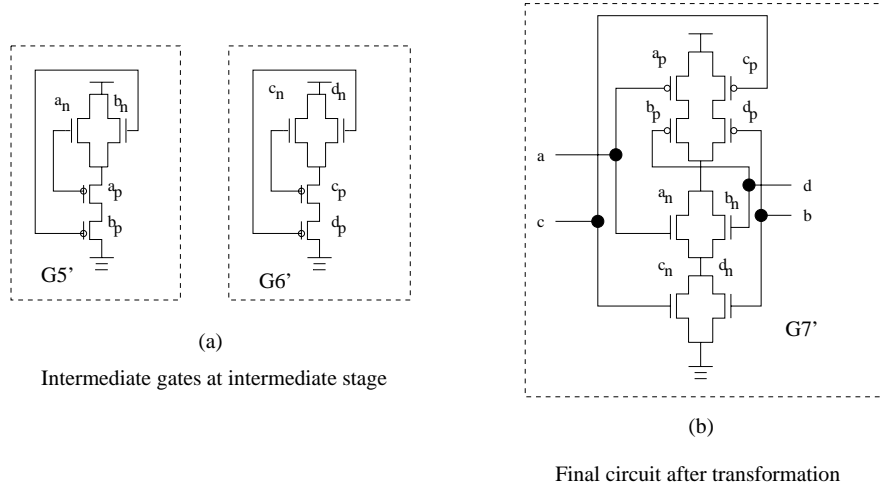 a_n b_n
a_p
b_p
G5'
c_n d_n
c_p
d_p
G6'
(a)
Intermediate gates at intermediate stage
a_p c_p
b_p d_p
a
d
a_n b_n
c b
c_n d_n
G7'
(b)
Final circuit after transformation